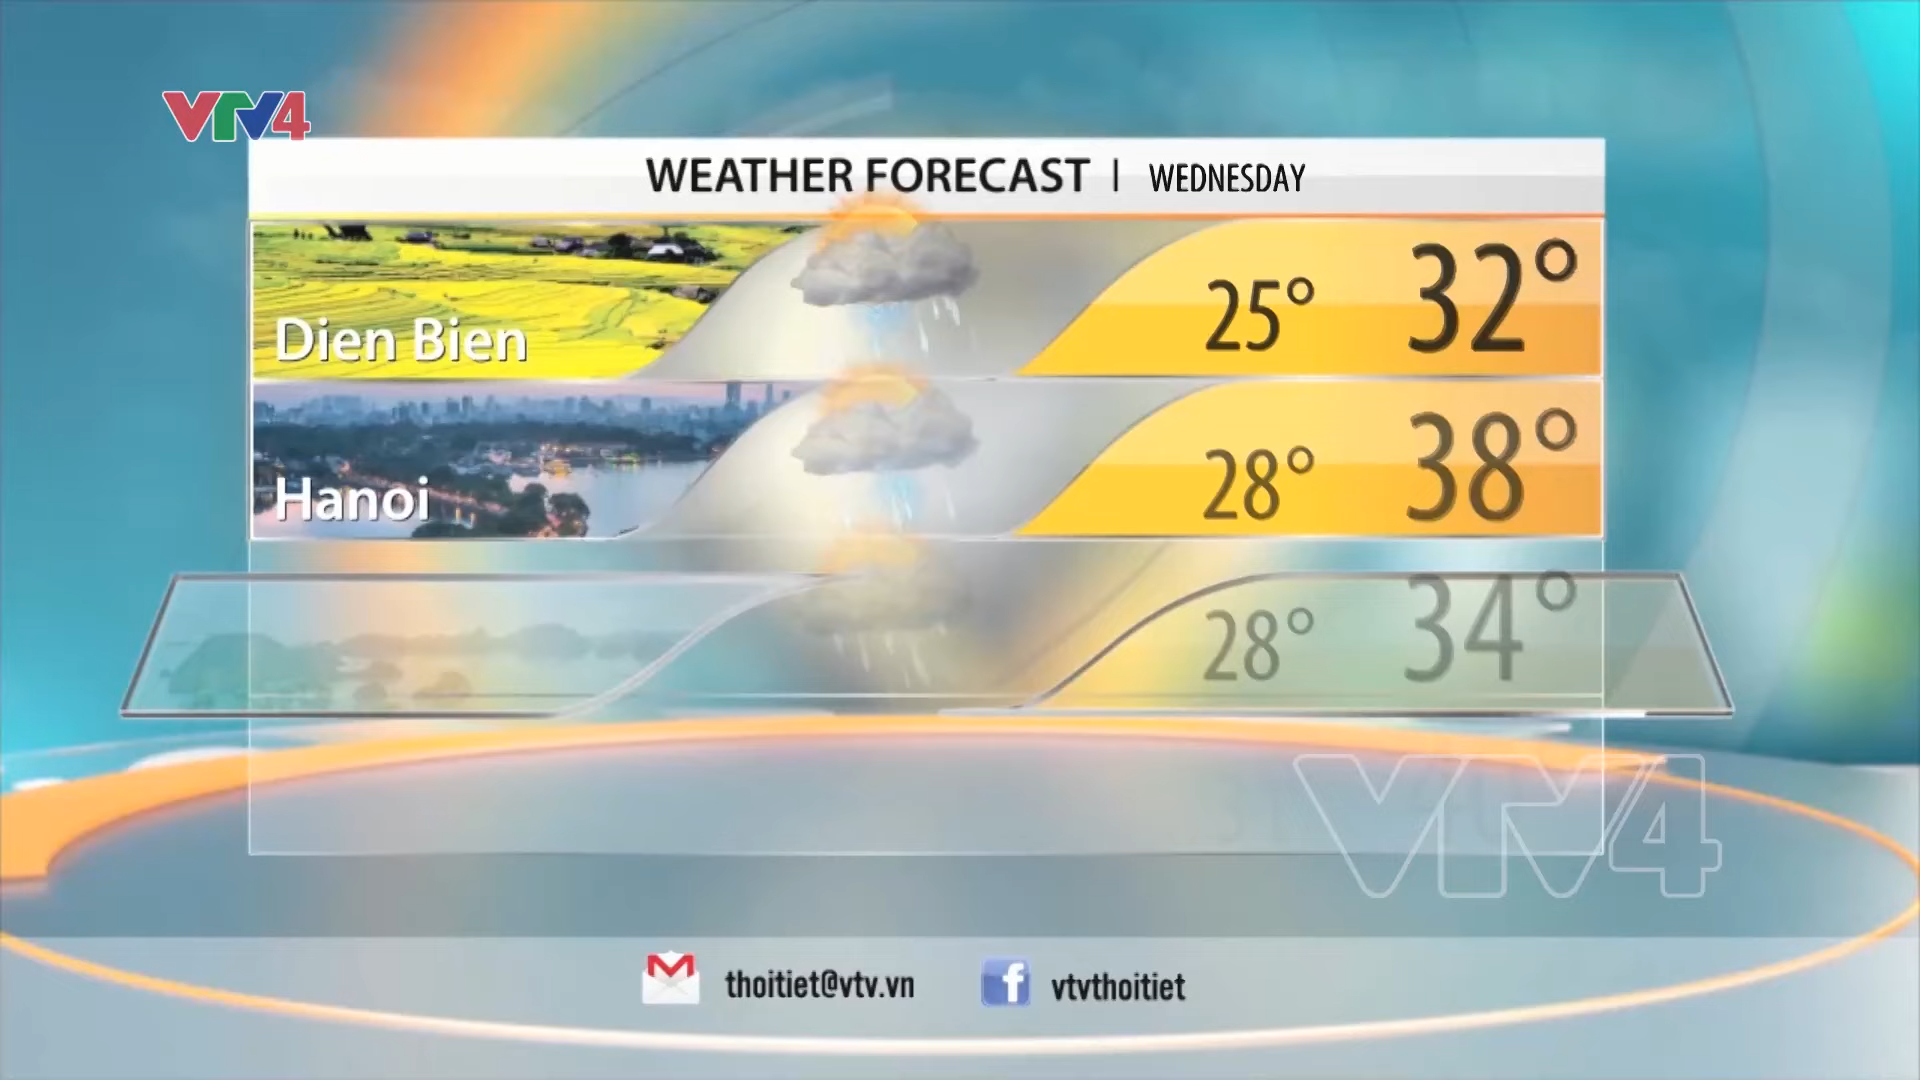 VTV4
WEATHER FORECAST | WEDNESDAY
Dien Bien 25° 32°
Hanoi 28° 38°
28° 34°
VTV4
thoitiet@vtv.vn vtvthoitiet